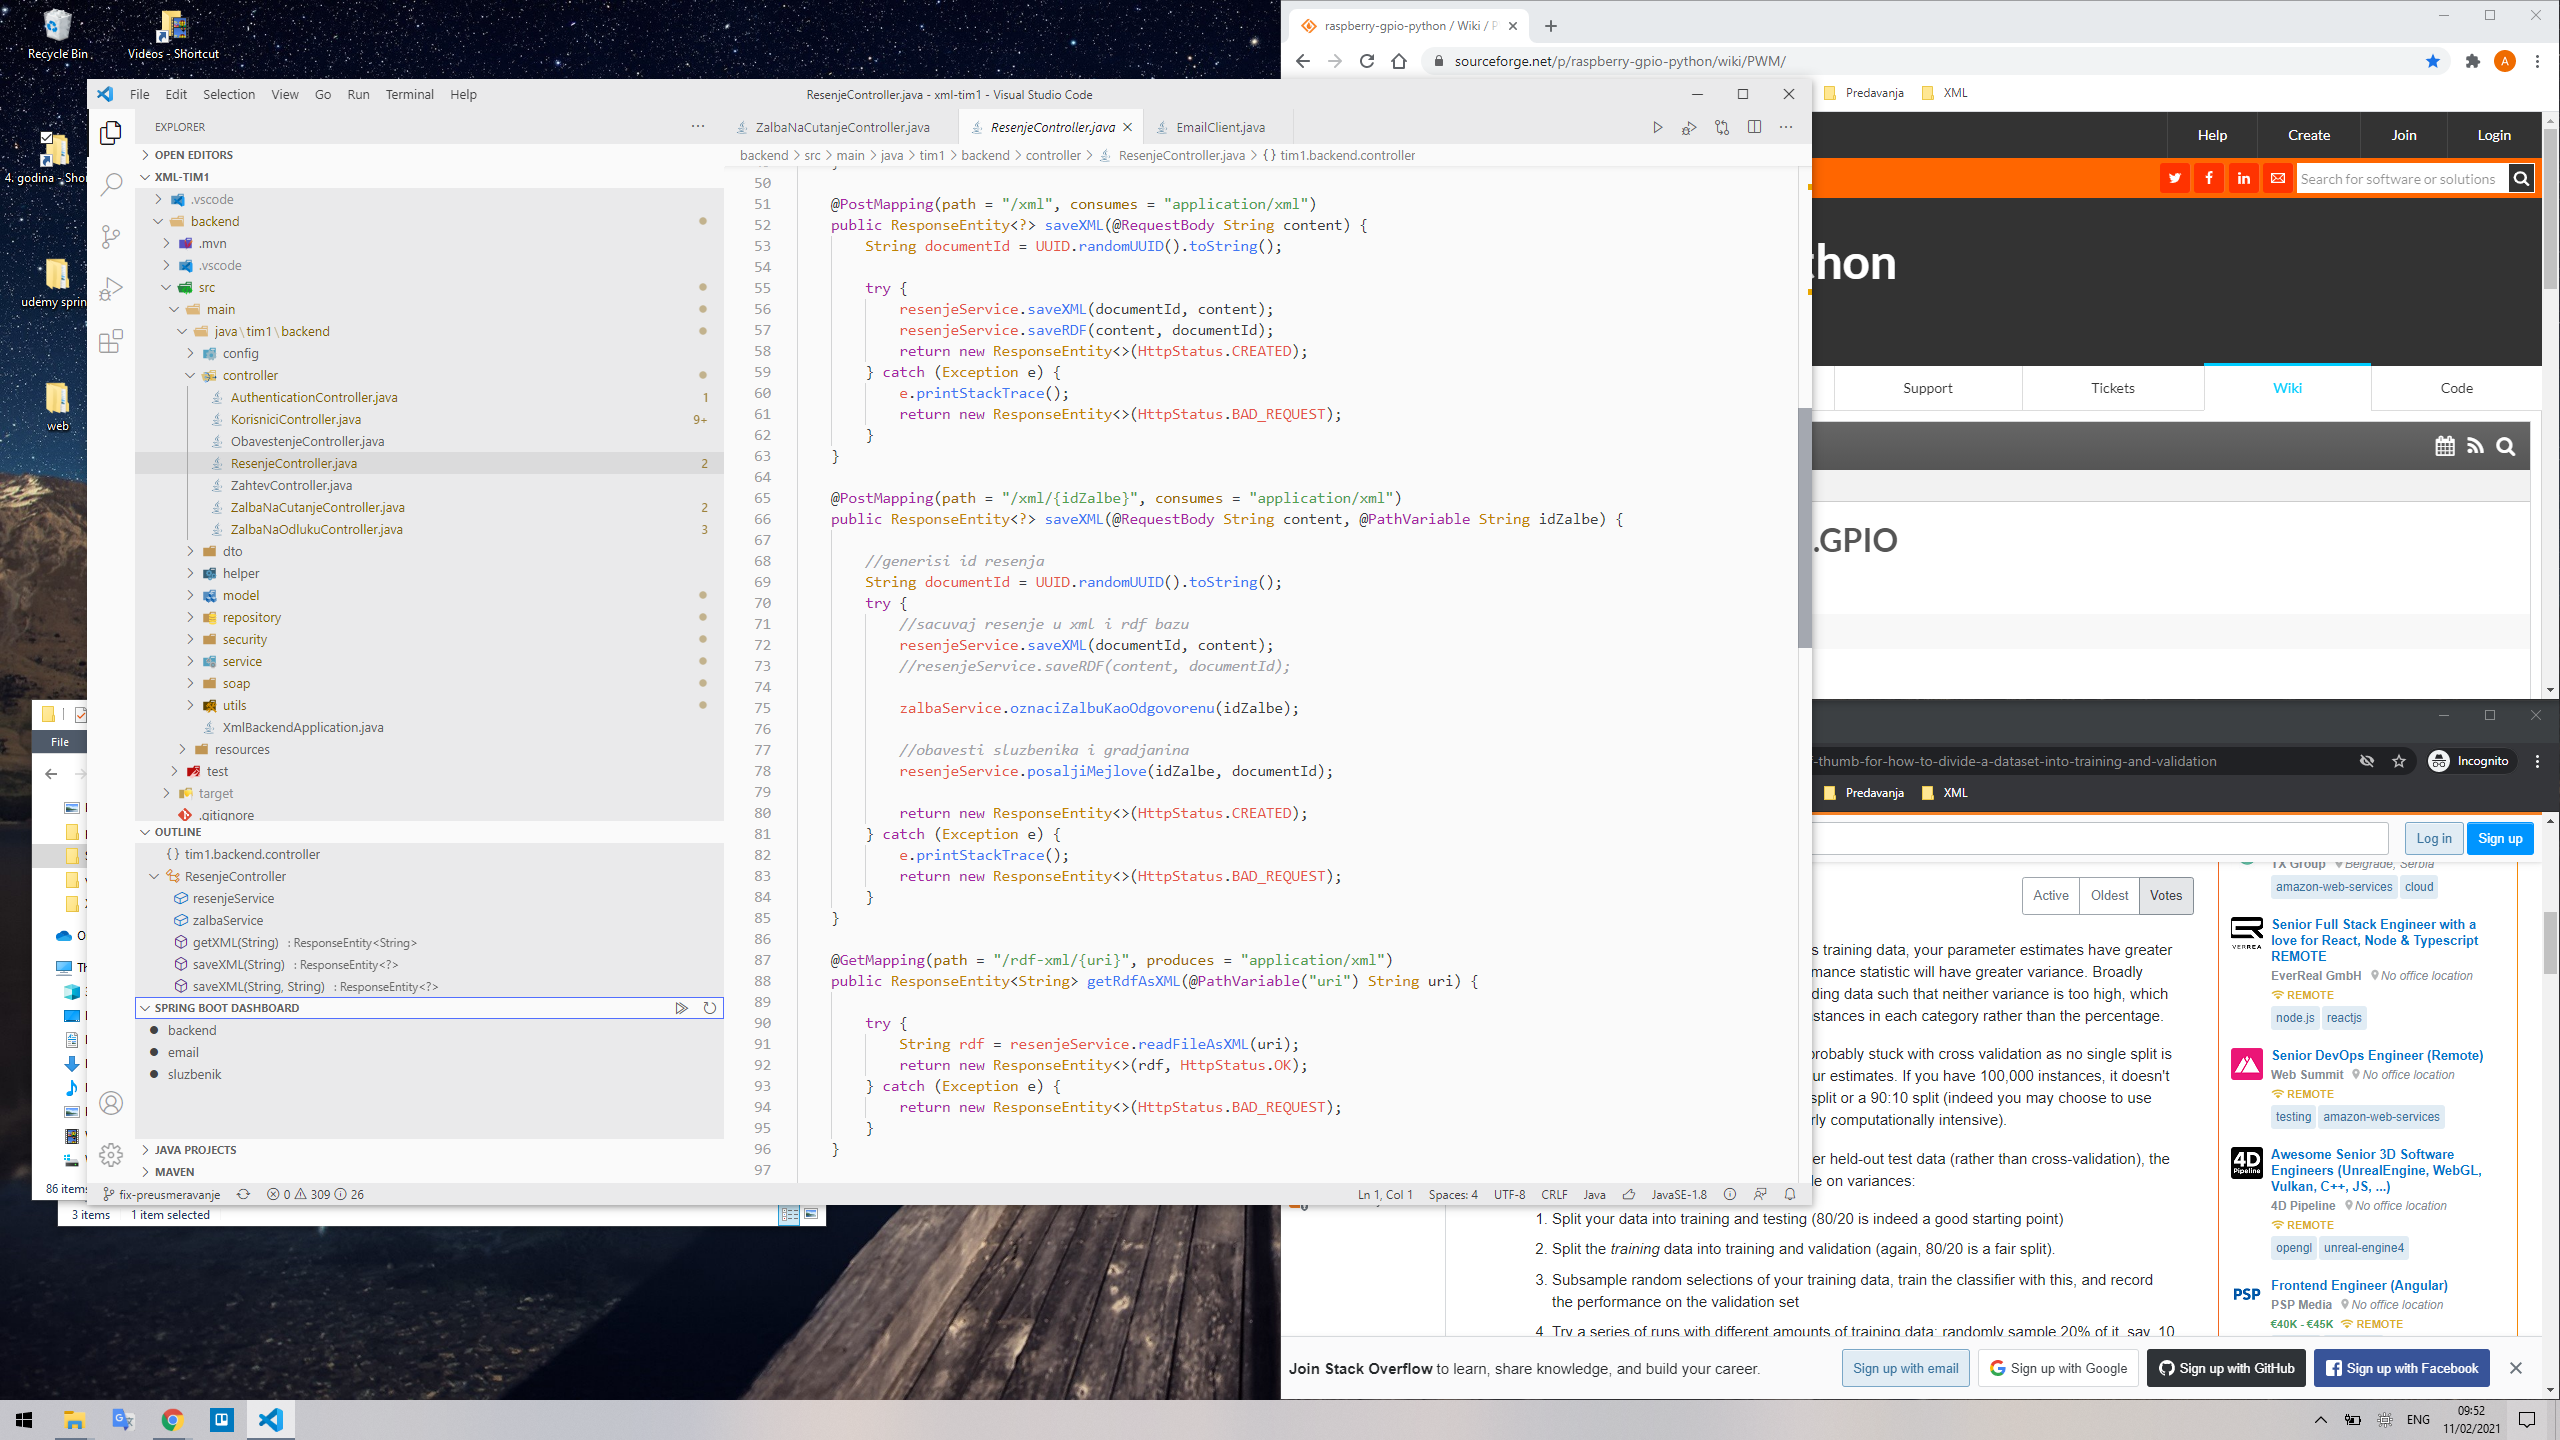 Recycle Bin
Videos - Shortcut
udemy sprin
web
File Edit Selection View Go Run Terminal Help
ResenjeController.java - xml-tim1 - Visual Studio Code
EXPLORER
OPEN EDITORS
XML-TIM1
.vscode
backend
.mvn
.vscode
src
main
java\tim1\backend
config
controller
AuthenticationController.java 1
KorisniciController.java 9+
ObavestenjeController.java
ResenjeController.java 2
ZahtevController.java
ZalbaNaCutanjeController.java 2
ZalbaNaOdlukuController.java 3
dto
helper
model
repository
security
service
soap
utils
XmlBackendApplication.java
resources
test
target
.gitignore
OUTLINE
{} tim1.backend.controller
ResenjeController
resenjeService
zalbaService
getXML(String) : ResponseEntity<String>
saveXML(String) : ResponseEntity<?>
saveXML(String, String) : ResponseEntity<?>
SPRING BOOT DASHBOARD
backend
email
sluzbenik
JAVA PROJECTS
MAVEN
ZalbaNaCutanjeController.java
ResenjeController.java
EmailClient.java
backend > src > main > java > tim1 > backend > controller > ResenjeController.java > {} tim1.backend.controller
50
51 @PostMapping(path = "/xml", consumes = "application/xml")
52 public ResponseEntity<?> saveXML(@RequestBody String content) {
53 String documentId = UUID.randomUUID().toString();
54
55 try {
56 resenjeService.saveXML(documentId, content);
57 resenjeService.saveRDF(content, documentId);
58 return new ResponseEntity<>(HttpStatus.CREATED);
59 } catch (Exception e) {
60 e.printStackTrace();
61 return new ResponseEntity<>(HttpStatus.BAD_REQUEST);
62 }
63 }
64
65 @PostMapping(path = "/xml/{idZalbe}", consumes = "application/xml")
66 public ResponseEntity<?> saveXML(@RequestBody String content, @PathVariable String idZalbe) {
67
68 //generisi id resenja
69 String documentId = UUID.randomUUID().toString();
70 try {
71 //sacuvaj resenje u xml i rdf bazu
72 resenjeService.saveXML(documentId, content);
73 //resenjeService.saveRDF(content, documentId);
74
75 zalbaService.oznaciZalbuKaoOdgovorenu(idZalbe);
76
77 //obavesti sluzbenika i gradjanina
78 resenjeService.posaljiMejlove(idZalbe, documentId);
79
80 return new ResponseEntity<>(HttpStatus.CREATED);
81 } catch (Exception e) {
82 e.printStackTrace();
83 return new ResponseEntity<>(HttpStatus.BAD_REQUEST);
84 }
85 }
86
87 @GetMapping(path = "/rdf-xml/{uri}", produces = "application/xml")
88 public ResponseEntity<String> getRdfAsXML(@PathVariable("uri") String uri) {
89
90 try {
91 String rdf = resenjeService.readFileAsXML(uri);
92 return new ResponseEntity<>(rdf, HttpStatus.OK);
93 } catch (Exception e) {
94 return new ResponseEntity<>(HttpStatus.BAD_REQUEST);
95 }
96 }
97
fix-preusmeravanje 0 309 26
Ln 1, Col 1 Spaces: 4 UTF-8 CRLF Java JavaSE-1.8
File
86 items
3 items 1 item selected
raspberry-gpio-python / Wiki / P
sourceforge.net/p/raspberry-gpio-python/wiki/PWM/
A
Predavanja XML
Help Create Join Login
Search for software or solutions
thon
Support Tickets Wiki Code
.GPIO
-thumb-for-how-to-divide-a-dataset-into-training-and-validation
Incognito
Predavanja XML
Log in Sign up
Active Oldest Votes
s training data, your parameter estimates have greater
mance statistic will have greater variance. Broadly
ding data such that neither variance is too high, which
stances in each category rather than the percentage.
probably stuck with cross validation as no single split is
ur estimates. If you have 100,000 instances, it doesn't
split or a 90:10 split (indeed you may choose to use
rly computationally intensive).
er held-out test data (rather than cross-validation), the
e on variances:
1. Split your data into training and testing (80/20 is indeed a good starting point)
2. Split the training data into training and validation (again, 80/20 is a fair split).
3. Subsample random selections of your training data, train the classifier with this, and record
the performance on the validation set
4. Try a series of runs with different amounts of training data: randomly sample 20% of it, say, 10
TX Group Belgrade, Serbia
amazon-web-services cloud
Senior Full Stack Engineer with a
love for React, Node & Typescript
REMOTE
EverReal GmbH No office location
REMOTE
node.js reactjs
Senior DevOps Engineer (Remote)
Web Summit No office location
REMOTE
testing amazon-web-services
4D Pipeline
Awesome Senior 3D Software
Engineers (UnrealEngine, WebGL,
Vulkan, C++, JS, ...)
4D Pipeline No office location
REMOTE
opengl unreal-engine4
PSP
Frontend Engineer (Angular)
PSP Media No office location
€40K - €45K REMOTE
Join Stack Overflow to learn, share knowledge, and build your career.
Sign up with email
Sign up with Google
Sign up with GitHub
Sign up with Facebook
ENG
09:52
11/02/2021